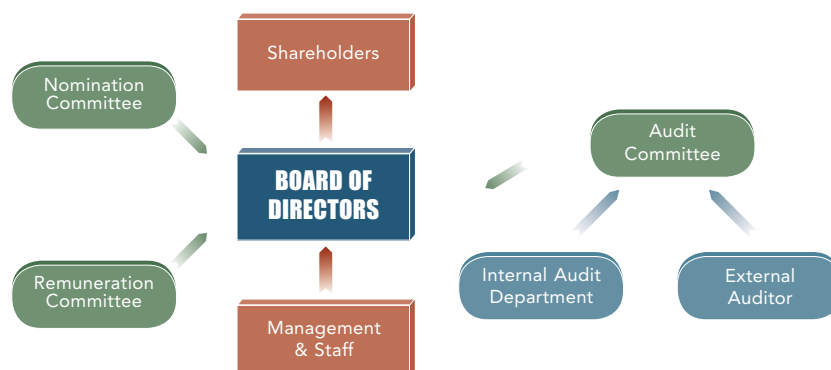 Shareholders
Nomination
Committee
Audit
Committee
BOARD OF
DIRECTORS
Internal Audit
Department
External
Auditor
Remuneration
Committee
Management
& Staff